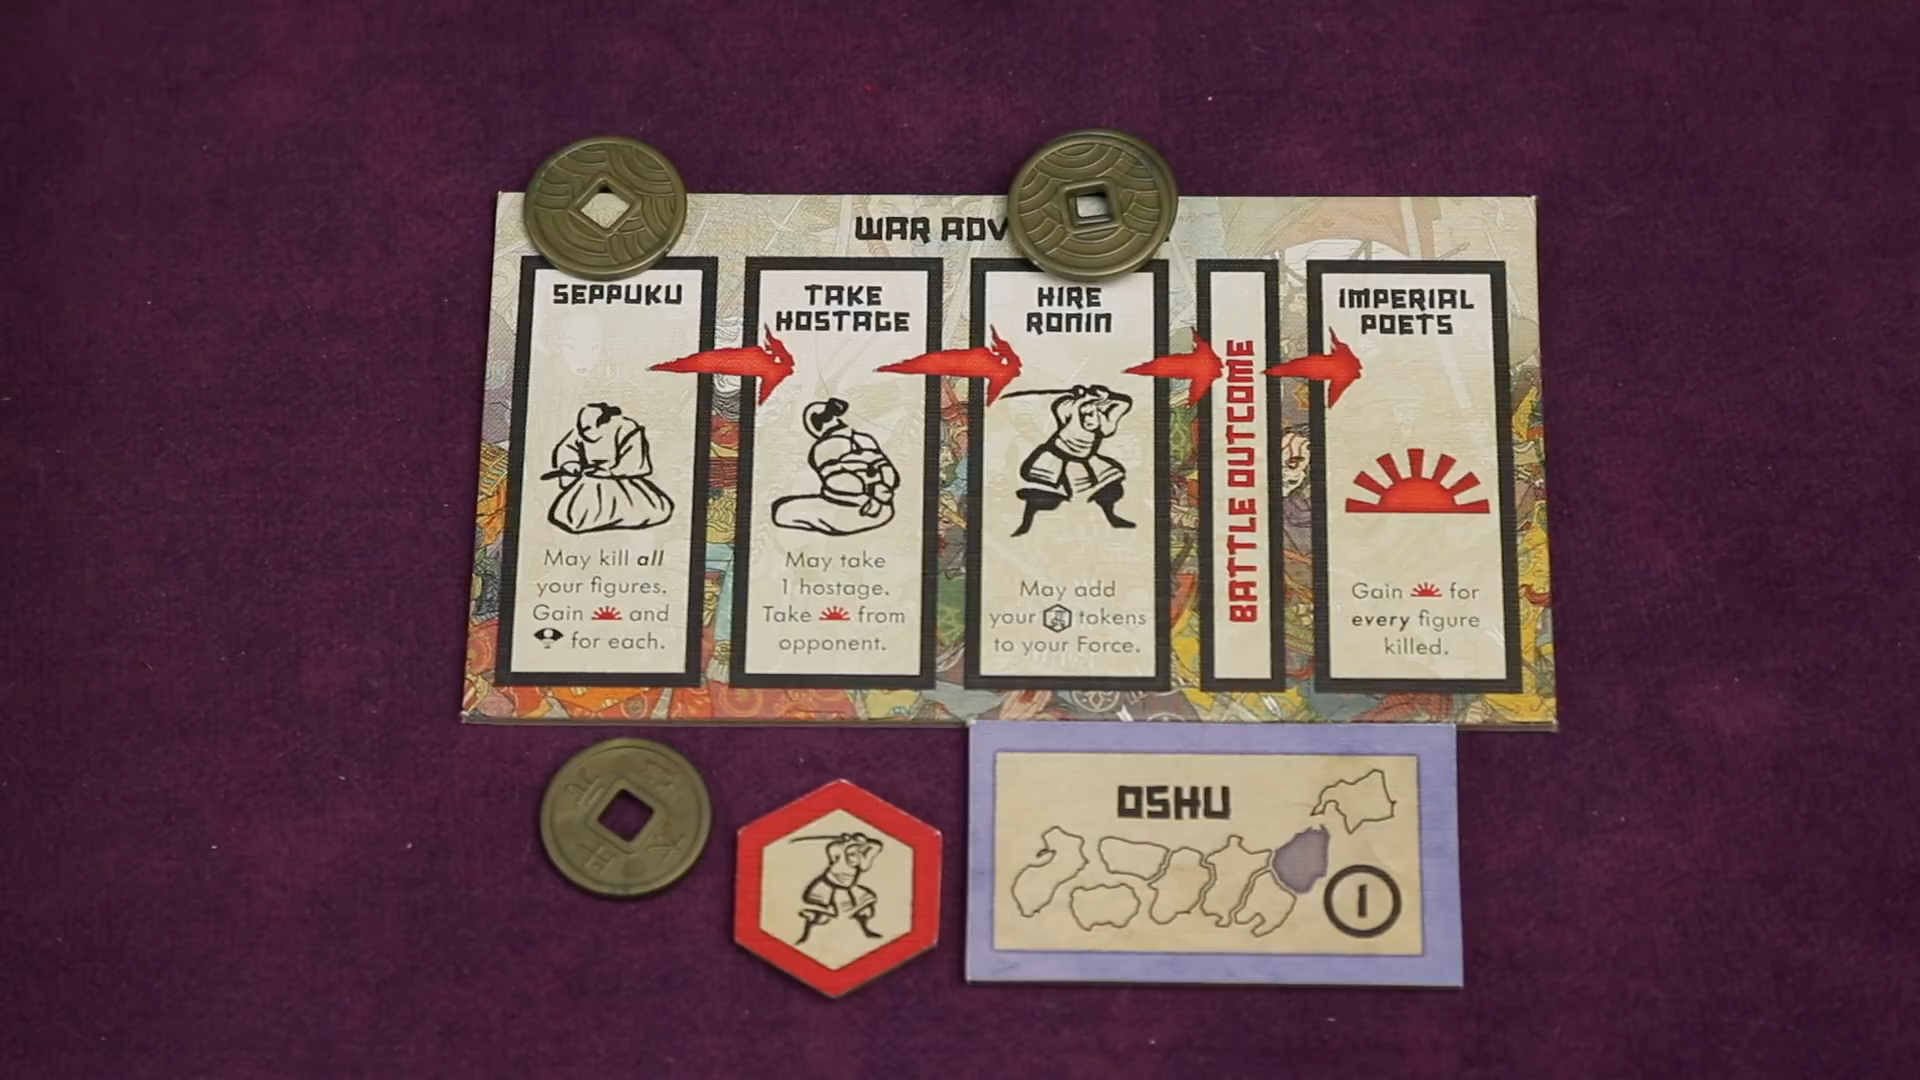 WAR ADV
SEPPUKU
May kill all
your figures.
Gain and
for each.
TAKE
HOSTAGE
May take
1 hostage.
Take from
opponent.
HIRE
RONIN
May add
your tokens
to your Force.
BATTLE OUTCOME
IMPERIAL
POETS
Gain for
every figure
killed.
OSHU
1